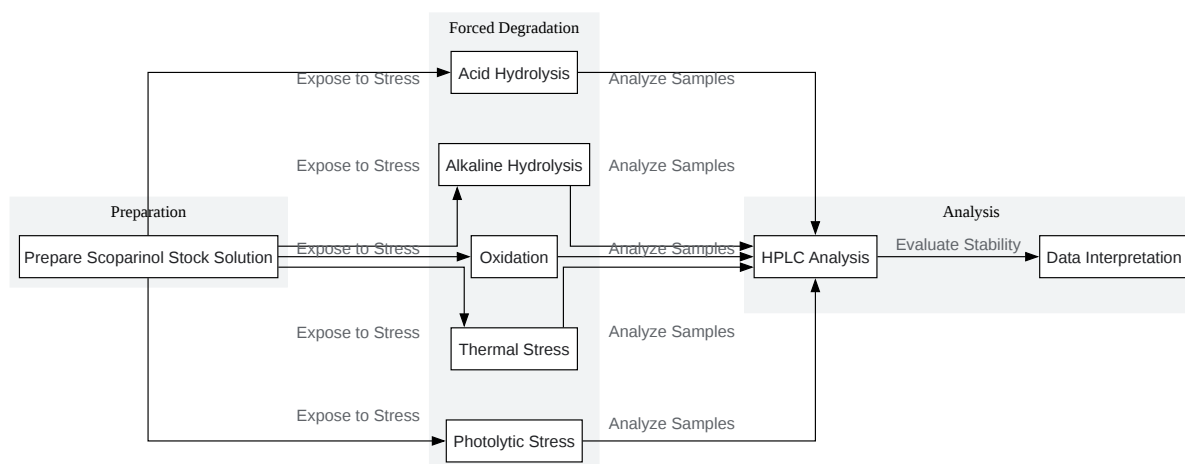 Forced Degradation
Expose to Stress
Acid Hydrolysis
Analyze Samples
Expose to Stress
Alkaline Hydrolysis
Analyze Samples
Preparation
Analysis
Prepare Scoparinol Stock Solution
Expose to Stress
Oxidation
Analyze Samples
HPLC Analysis
Evaluate Stability
Data Interpretation
Expose to Stress
Thermal Stress
Analyze Samples
Expose to Stress
Photolytic Stress
Analyze Samples